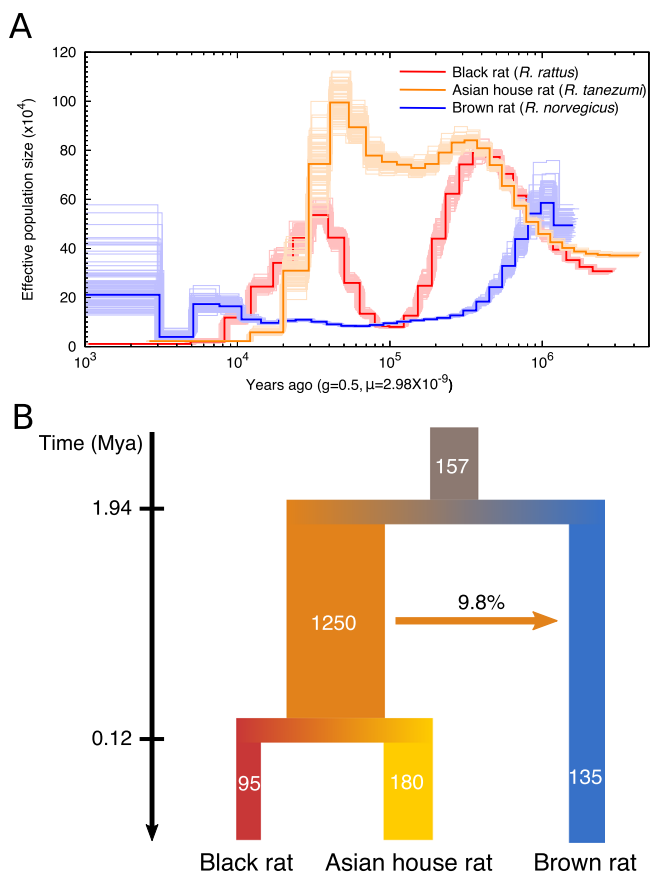 A
120
100
80
60
40
20
0
Effective population size (x10⁴)
Black rat (R. rattus)
Asian house rat (R. tanezumi)
Brown rat (R. norvegicus)
10³ 10⁴ 10⁵ 10⁶
Years ago (g=0.5, μ=2.98X10⁻⁹)
B
Time (Mya)
157
1.94
9.8%
1250
0.12
95 180 135
Black rat Asian house rat Brown rat